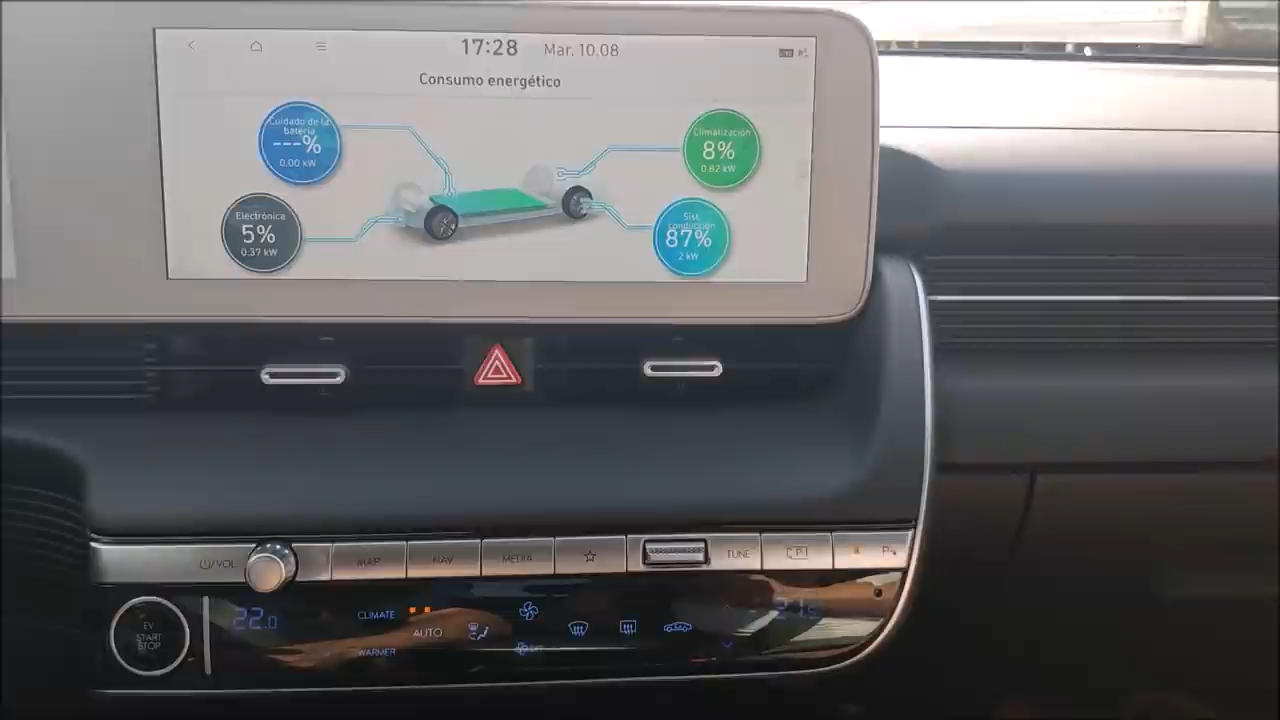 17:28 Mar. 10.08
Consumo energético
Cuidado de la
batería
---%
0.00 kW
Climatización
8%
0.82 kW
Electrónica
5%
0.37 kW
Sist.
conducción
87%
2 kW
⏻/VOL
MAP
NAV
MEDIA
☆
TUNE
P
EV
START
STOP
22.0
CLIMATE
AUTO
WARMER
OFF